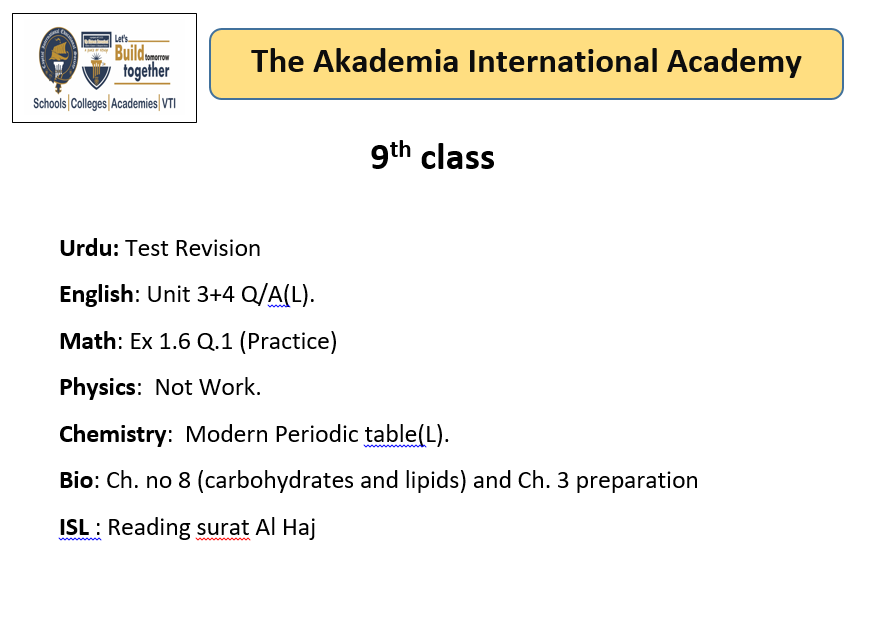 Let's....
Build tomorrow
together
Schools|Colleges|Academies|VTI
The Akademia International Academy
9th class
Urdu: Test Revision
English: Unit 3+4 Q/A(L).
Math: Ex 1.6 Q.1 (Practice)
Physics:  Not Work.
Chemistry:  Modern Periodic table(L).
Bio: Ch. no 8 (carbohydrates and lipids) and Ch. 3 preparation
ISL : Reading surat Al Haj